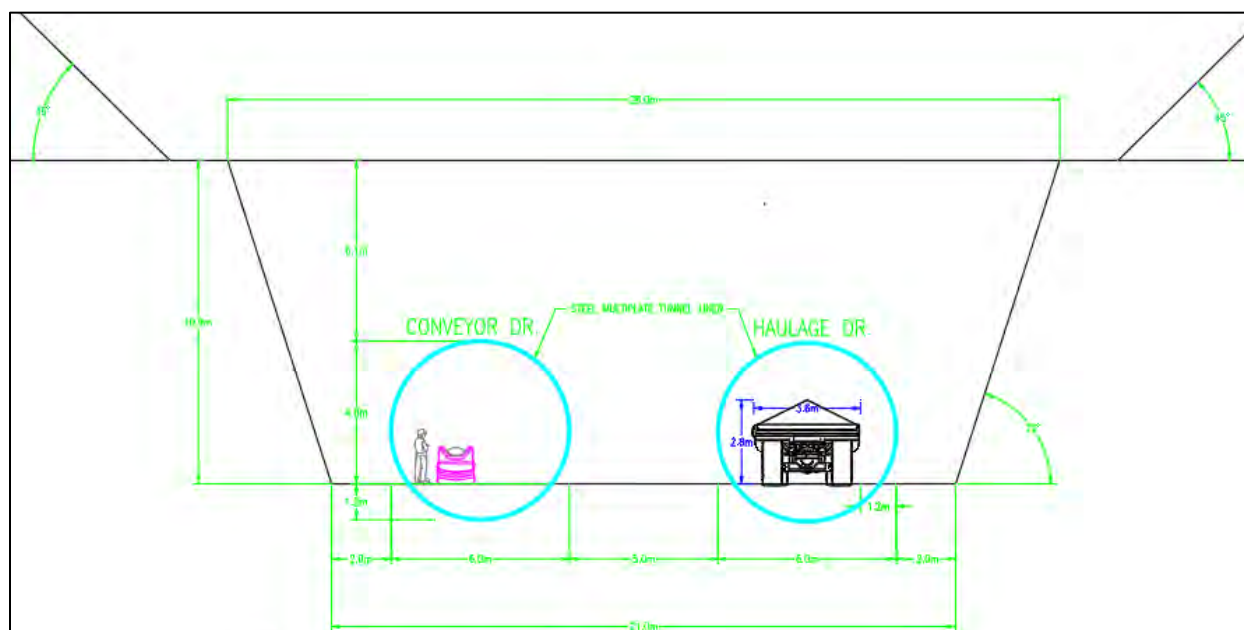 28.0m
45°
45°
6.1m
10.9m
STEEL MULTIPLATE TUNNEL LINER
CONVEYOR DR.
HAULAGE DR.
4.8m
3.6m
2.8m
72°
1.2m
1.2m
2.0m
6.0m
5.0m
6.0m
2.0m
21.0m